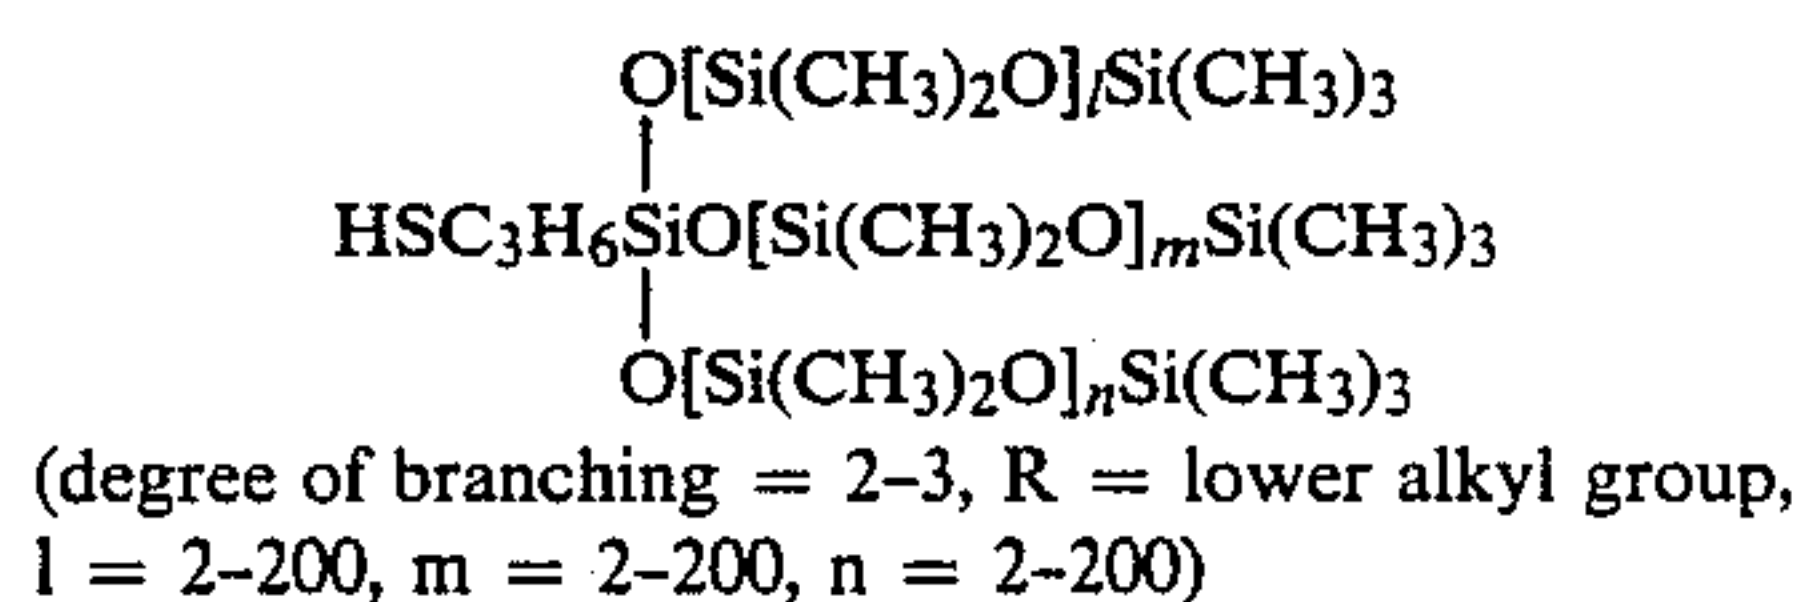 O[Si(CH3)2O]lSi(CH3)3
HSC3H6SiO[Si(CH3)2O]mSi(CH3)3
O[Si(CH3)2O]nSi(CH3)3
(degree of branching = 2–3, R = lower alkyl group,
l = 2–200, m = 2–200, n = 2–200)